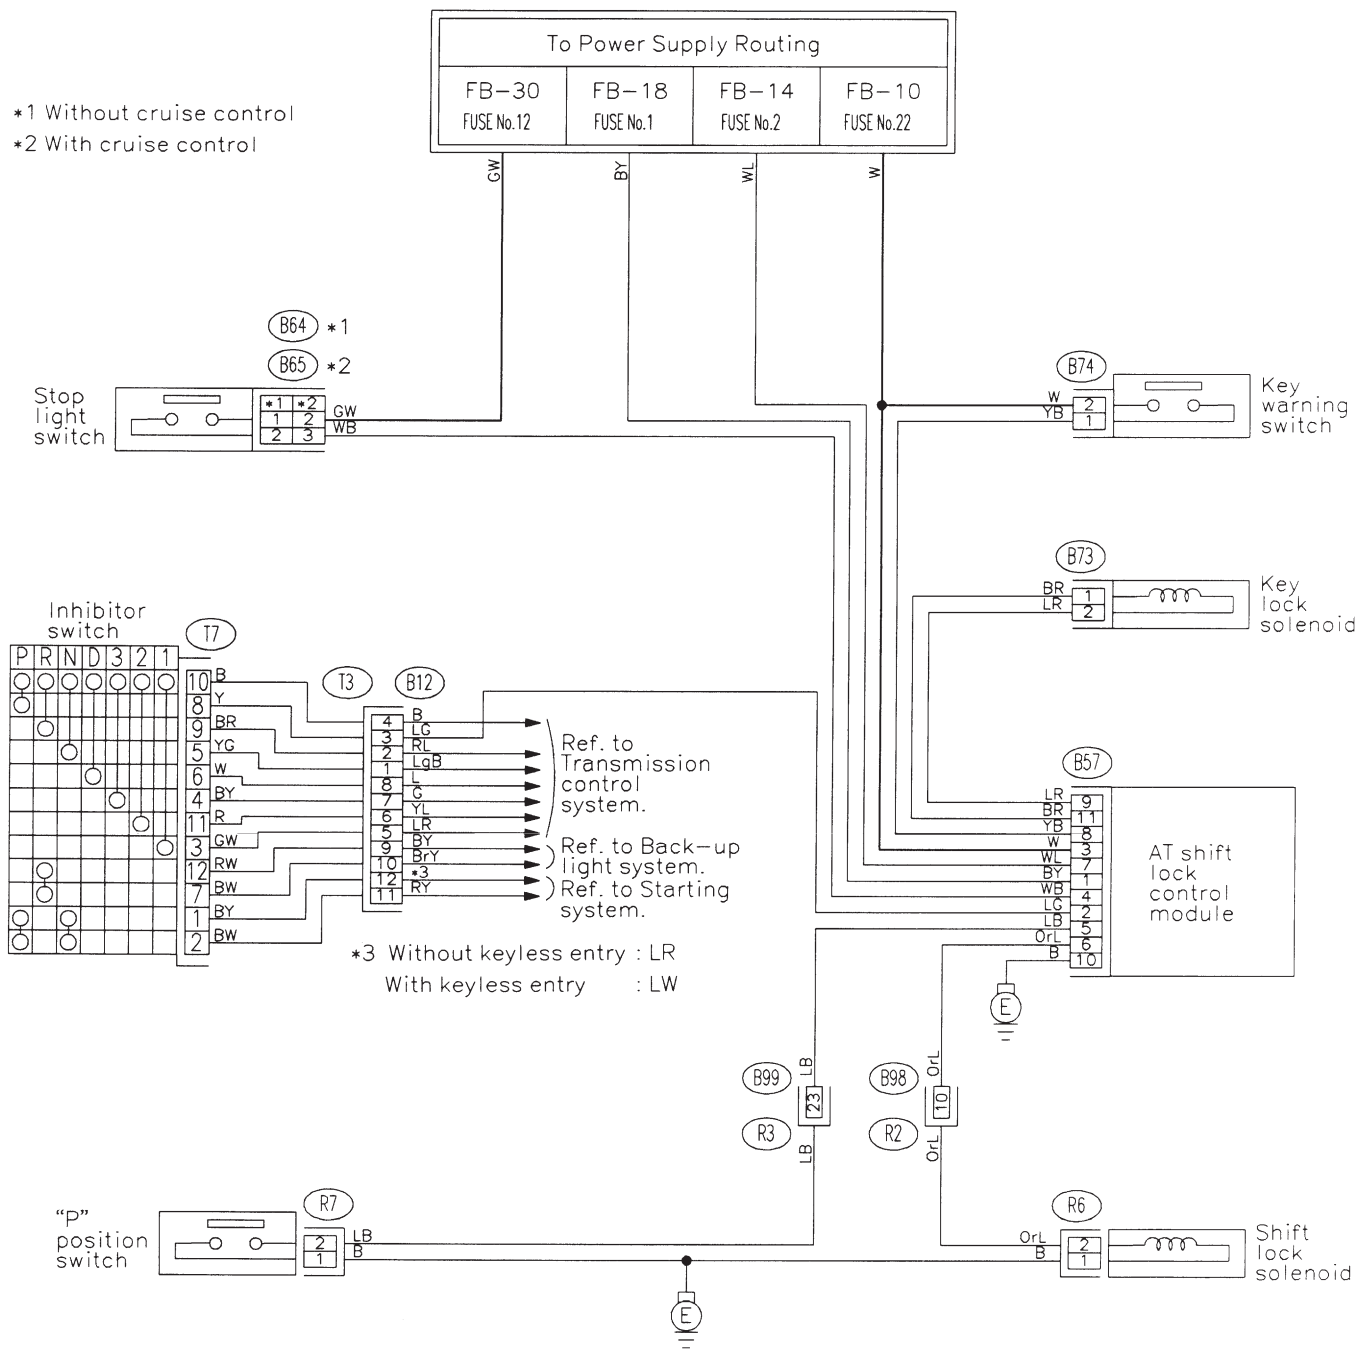 To Power Supply Routing
FB-30
FB-18
FB-14
FB-10
FUSE No.12
FUSE No.1
FUSE No.2
FUSE No.22
*1 Without cruise control
*2 With cruise control
GW
BY
WL
W
B64 *1
B65 *2
Stop
light
switch
*1 *2
1 2
2 3
GW
WB
B74
W
YB
2
1
Key
warning
switch
B73
BR
LR
1
2
Key
lock
solenoid
Inhibitor
switch
T7
P R N D 3 2 1
10 B
8 Y
9 BR
5 YG
6 W
4 BY
11 R
3 GW
12 RW
7 BW
1 BY
2 BW
T3
B12
4 B
3 LG
2 RL
1 LgB
8 L
7 G
6 YL
5 LR
9 BY
10 BrY
12 *3
11 RY
Ref. to
Transmission
control
system.
Ref. to Back-up
light system.
Ref. to Starting
system.
*3 Without keyless entry : LR
With keyless entry : LW
B57
LR 9
BR 11
YB 8
W 3
WL 7
BY 1
WB 4
LG 2
LB 5
OrL 6
B 10
AT shift
lock
control
module
E
LB
B99
23
R3
LB
OrL
B98
10
R2
OrL
"P"
position
switch
R7
2
1
LB
B
E
R6
OrL
B
2
1
Shift
lock
solenoid